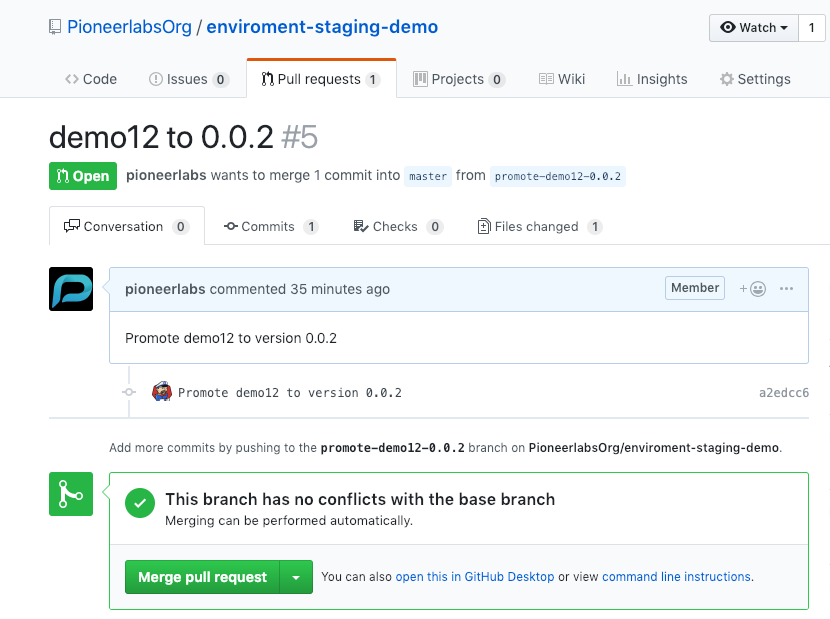 PioneerlabsOrg / enviroment-staging-demo
Watch 1
Code Issues 0 Pull requests 1 Projects 0 Wiki Insights Settings
demo12 to 0.0.2 #5
Open pioneerlabs wants to merge 1 commit into master from promote-demo12-0.0.2
Conversation 0 Commits 1 Checks 0 Files changed 1
pioneerlabs commented 35 minutes ago Member
Promote demo12 to version 0.0.2
Promote demo12 to version 0.0.2 a2edcc6
Add more commits by pushing to the promote-demo12-0.0.2 branch on PioneerlabsOrg/enviroment-staging-demo.
This branch has no conflicts with the base branch
Merging can be performed automatically.
Merge pull request You can also open this in GitHub Desktop or view command line instructions.